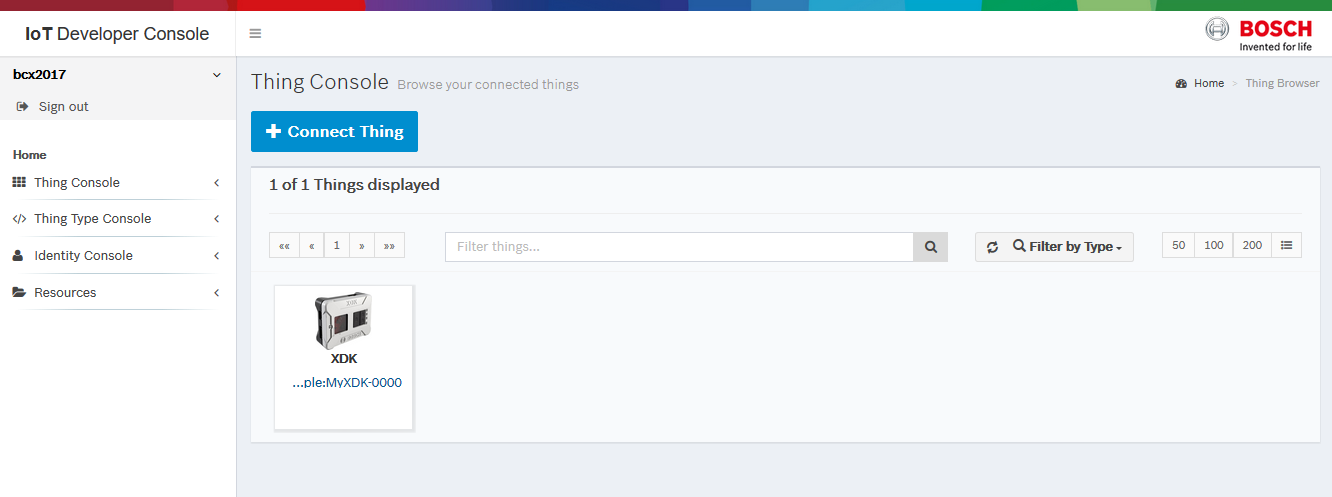 IoT Developer Console
BOSCH
Invented for life
bcx2017
Sign out
Home
Thing Console
Thing Type Console
Identity Console
Resources
Thing Console Browse your connected things
Home > Thing Browser
Connect Thing
1 of 1 Things displayed
«« « 1 » »» Filter things... Filter by Type 50 100 200
XDK
...ple:MyXDK-0000